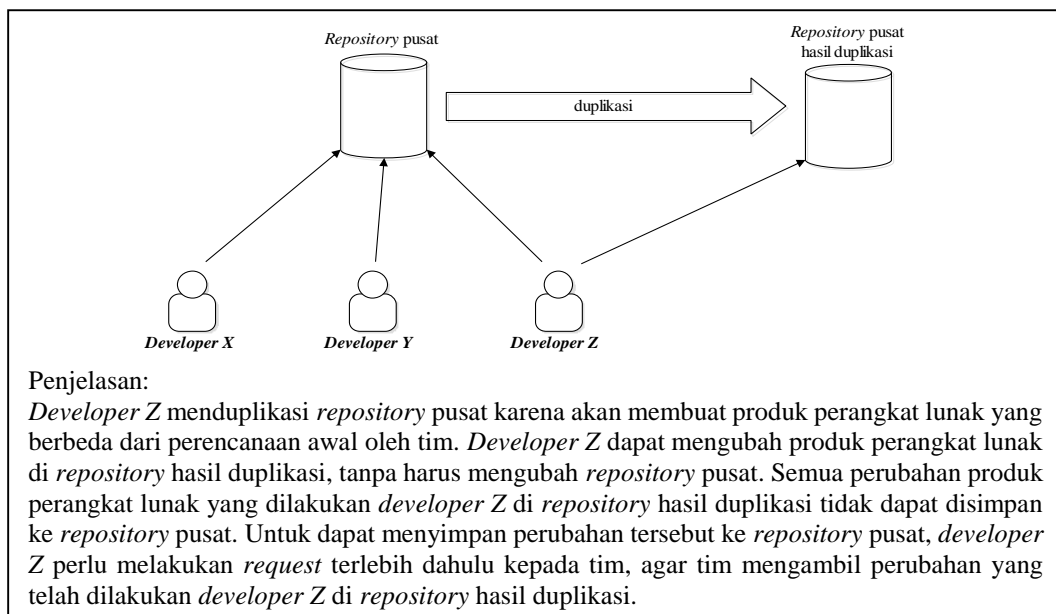 Repository pusat
Repository pusat
hasil duplikasi
duplikasi
Developer X
Developer Y
Developer Z
Penjelasan:
Developer Z menduplikasi repository pusat karena akan membuat produk perangkat lunak yang
berbeda dari perencanaan awal oleh tim. Developer Z dapat mengubah produk perangkat lunak
di repository hasil duplikasi, tanpa harus mengubah repository pusat. Semua perubahan produk
perangkat lunak yang dilakukan developer Z di repository hasil duplikasi tidak dapat disimpan
ke repository pusat. Untuk dapat menyimpan perubahan tersebut ke repository pusat, developer
Z perlu melakukan request terlebih dahulu kepada tim, agar tim mengambil perubahan yang
telah dilakukan developer Z di repository hasil duplikasi.